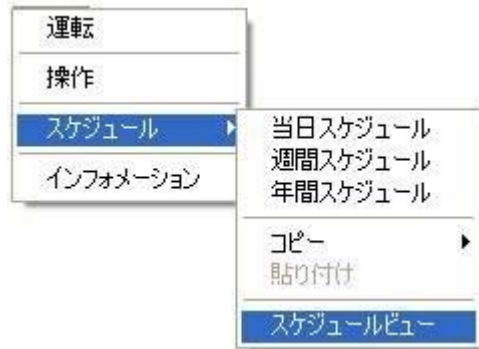 運転
操作
スケジュール
インフォメーション
当日スケジュール
週間スケジュール
年間スケジュール
コピー
貼り付け
スケジュールビュー